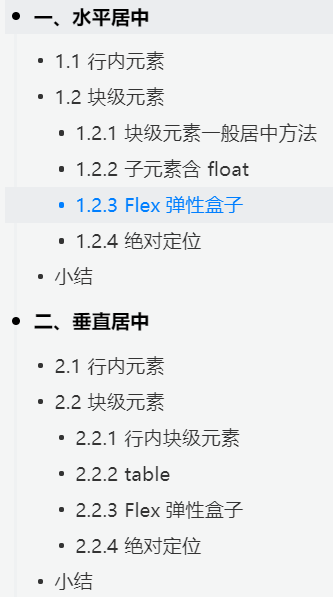 一、水平居中
1.1 行内元素
1.2 块级元素
1.2.1 块级元素一般居中方法
1.2.2 子元素含 float
1.2.3 Flex 弹性盒子
1.2.4 绝对定位
小结
二、垂直居中
2.1 行内元素
2.2 块级元素
2.2.1 行内块级元素
2.2.2 table
2.2.3 Flex 弹性盒子
2.2.4 绝对定位
小结